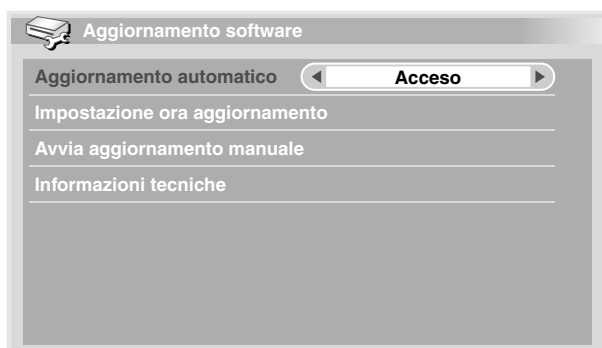 Aggiornamento software
Aggiornamento automatico Acceso
Impostazione ora aggiornamento
Avvia aggiornamento manuale
Informazioni tecniche